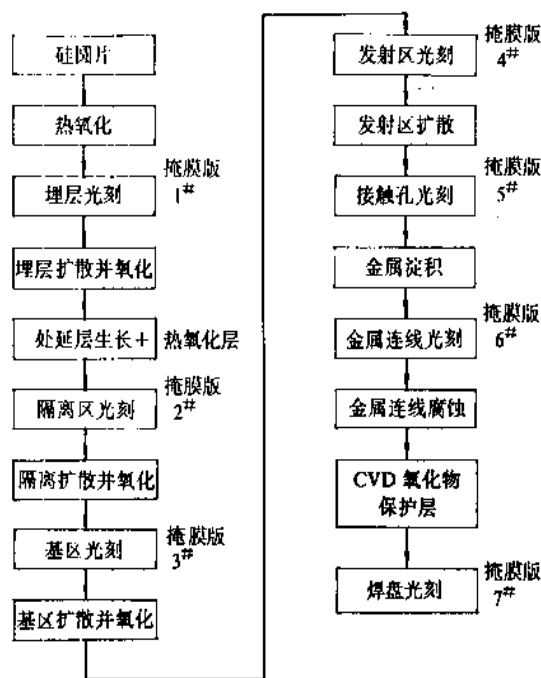 硅圆片
热氧化
掩膜版
埋层光刻
1#
埋层扩散并氧化
处延层生长+ 热氧化层
掩膜版
隔离区光刻
2#
隔离扩散并氧化
掩膜版
基区光刻
3#
基区扩散并氧化
掩膜版
发射区光刻
4#
发射区扩散
掩膜版
接触孔光刻
5#
金属淀积
掩膜版
金属连线光刻
6#
金属连线腐蚀
CVD 氧化物
保护层
掩膜版
焊盘光刻
7#